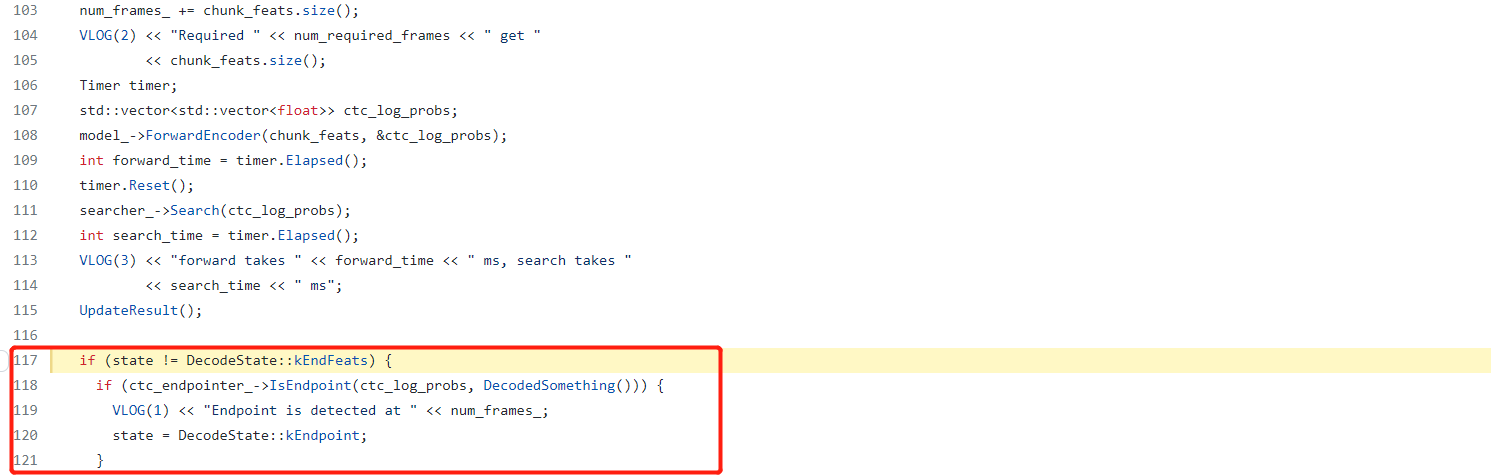 103 num_frames_ += chunk_feats.size();
104 VLOG(2) << "Required " << num_required_frames << " get "
105 << chunk_feats.size();
106 Timer timer;
107 std::vector<std::vector<float>> ctc_log_probs;
108 model_->ForwardEncoder(chunk_feats, &ctc_log_probs);
109 int forward_time = timer.Elapsed();
110 timer.Reset();
111 searcher_->Search(ctc_log_probs);
112 int search_time = timer.Elapsed();
113 VLOG(3) << "forward takes " << forward_time << " ms, search takes "
114 << search_time << " ms";
115 UpdateResult();
116
117 if (state != DecodeState::kEndFeats) {
118 if (ctc_endpointer_->IsEndpoint(ctc_log_probs, DecodedSomething())) {
119 VLOG(1) << "Endpoint is detected at " << num_frames_;
120 state = DecodeState::kEndpoint;
121 }